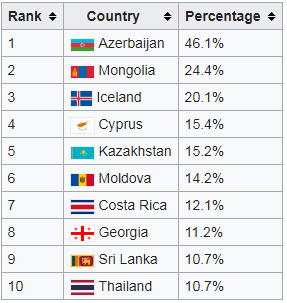 Rank Country Percentage
1 Azerbaijan 46.1%
2 Mongolia 24.4%
3 Iceland 20.1%
4 Cyprus 15.4%
5 Kazakhstan 15.2%
6 Moldova 14.2%
7 Costa Rica 12.1%
8 Georgia 11.2%
9 Sri Lanka 10.7%
10 Thailand 10.7%